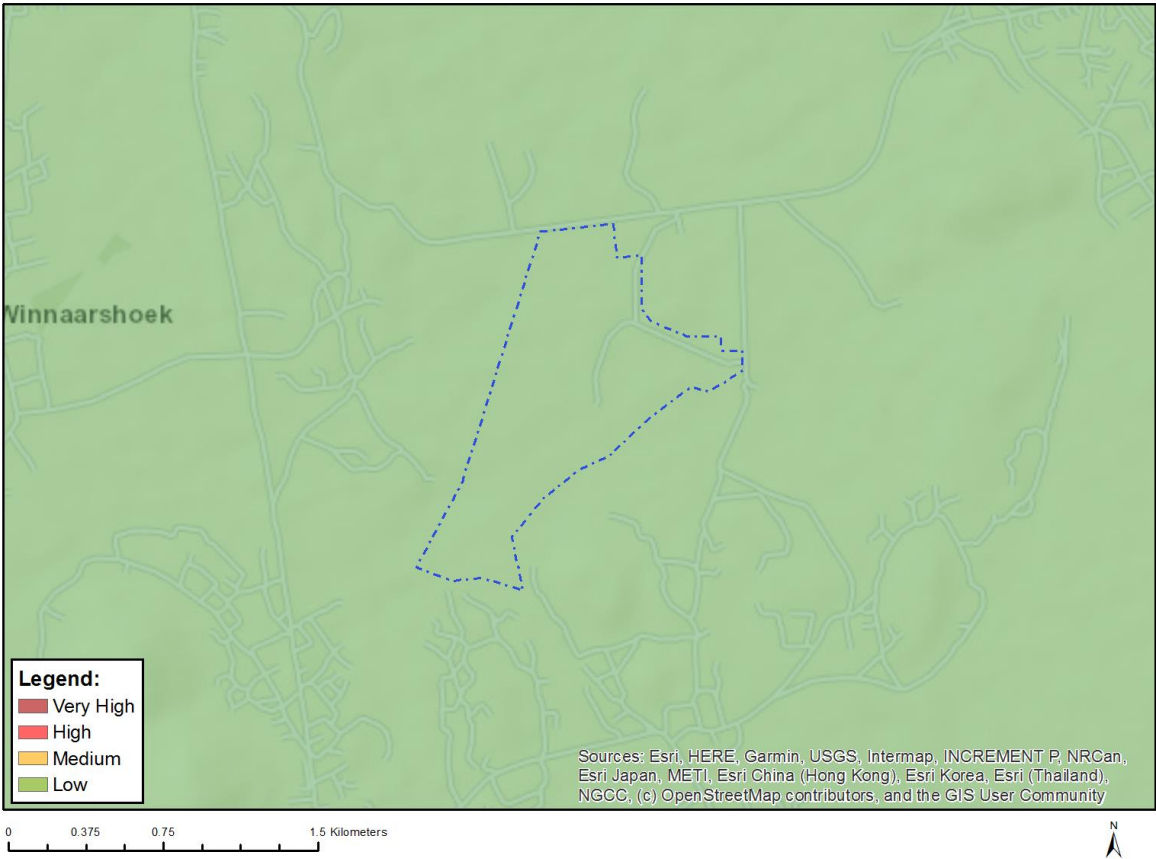 Winnaarshoek
Legend:
Very High
High
Medium
Low
Sources: Esri, HERE, Garmin, USGS, Intermap, INCREMENT P, NRCan,
Esri Japan, METI, Esri China (Hong Kong), Esri Korea, Esri (Thailand),
NGCC, (c) OpenStreetMap contributors, and the GIS User Community
0 0.375 0.75 1.5 Kilometers
N